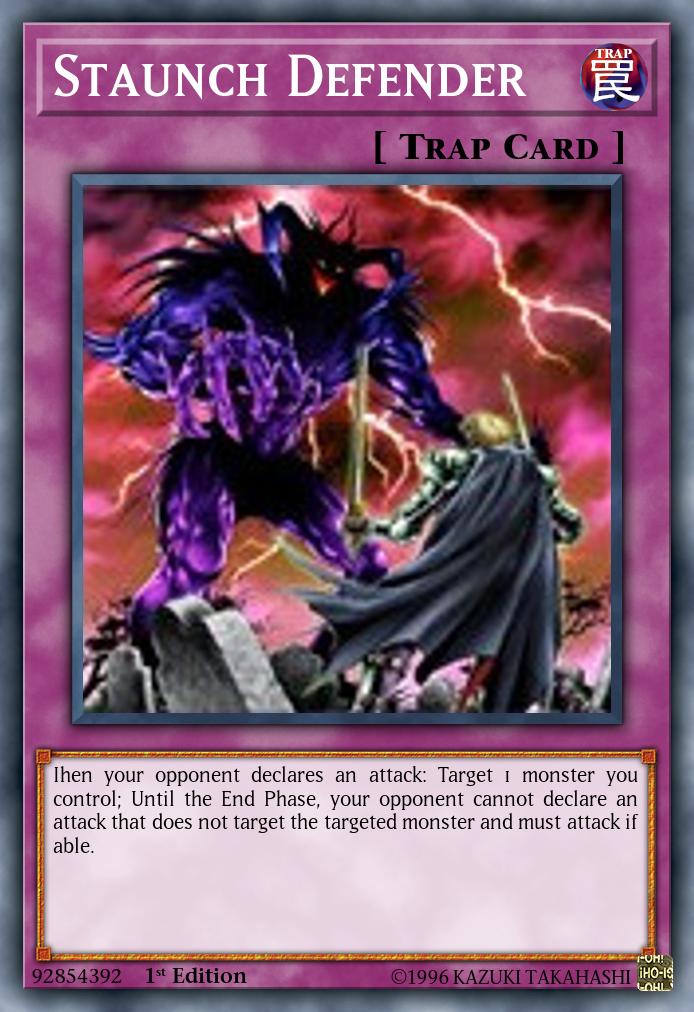 STAUNCH DEFENDER
TRAP
罠
[ TRAP CARD ]
Ihen your opponent declares an attack: Target 1 monster you
control; Until the End Phase, your opponent cannot declare an
attack that does not target the targeted monster and must attack if
able.
92854392 1st Edition ©1996 KAZUKI TAKAHASHI